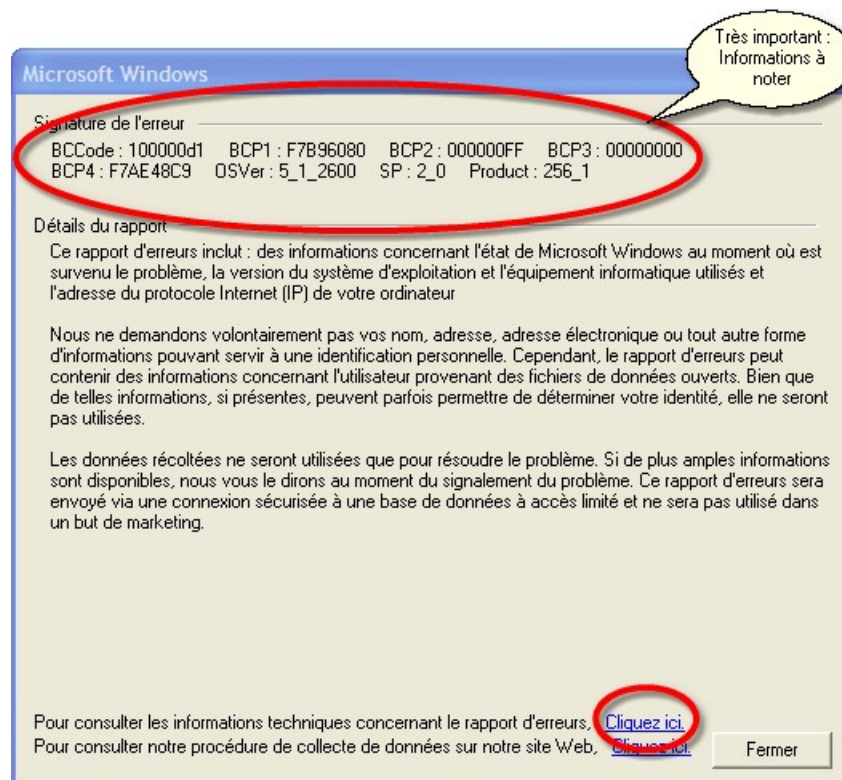 Très important :
Informations à
noter
Microsoft Windows
Signature de l'erreur
BCCode : 100000d1 BCP1 : F7B96080 BCP2 : 000000FF BCP3 : 00000000
BCP4 : F7AE48C9 OSVer : 5_1_2600 SP : 2_0 Product : 256_1
Détails du rapport
Ce rapport d'erreurs inclut : des informations concernant l'état de Microsoft Windows au moment où est
survenu le problème, la version du système d'exploitation et l'équipement informatique utilisés et
l'adresse du protocole Internet (IP) de votre ordinateur
Nous ne demandons volontairement pas vos nom, adresse, adresse électronique ou tout autre forme
d'informations pouvant servir à une identification personnelle. Cependant, le rapport d'erreurs peut
contenir des informations concernant l'utilisateur provenant des fichiers de données ouverts. Bien que
de telles informations, si présentes, peuvent parfois permettre de déterminer votre identité, elle ne seront
pas utilisées.
Les données récoltées ne seront utilisées que pour résoudre le problème. Si de plus amples informations
sont disponibles, nous vous le dirons au moment du signalement du problème. Ce rapport d'erreurs sera
envoyé via une connexion sécurisée à une base de données à accès limité et ne sera pas utilisé dans
un but de marketing.
Pour consulter les informations techniques concernant le rapport d'erreurs, Cliquez ici.
Pour consulter notre procédure de collecte de données sur notre site Web, Cliquez ici.
Fermer